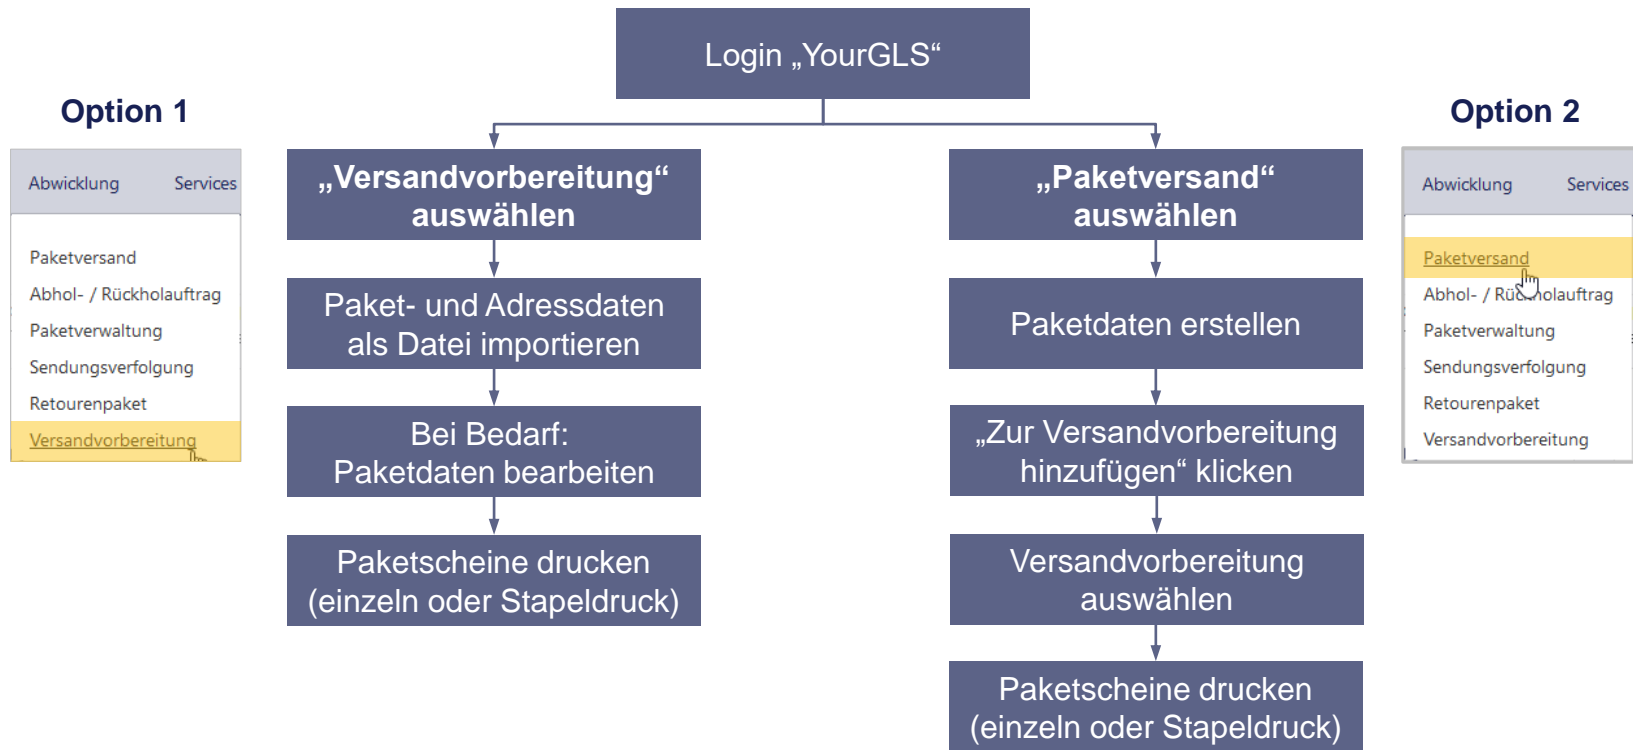 Login „YourGLS“
Option 1
Abwicklung Services
Paketversand
Abhol- / Rückholauftrag
Paketverwaltung
Sendungsverfolgung
Retourenpaket
Versandvorbereitung
„Versandvorbereitung“
auswählen
Paket- und Adressdaten
als Datei importieren
Bei Bedarf:
Paketdaten bearbeiten
Paketscheine drucken
(einzeln oder Stapeldruck)
„Paketversand“
auswählen
Paketdaten erstellen
„Zur Versandvorbereitung
hinzufügen“ klicken
Versandvorbereitung
auswählen
Paketscheine drucken
(einzeln oder Stapeldruck)
Option 2
Abwicklung Services
Paketversand
Abhol- / Rückholauftrag
Paketverwaltung
Sendungsverfolgung
Retourenpaket
Versandvorbereitung